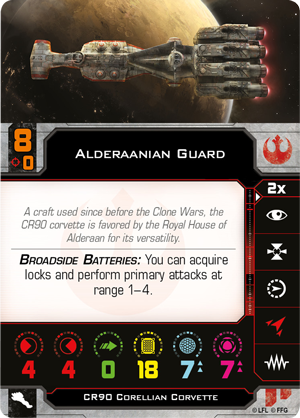 8
0
Alderaanian Guard
2x
A craft used since before the Clone Wars, the
CR90 corvette is favored by the Royal House of
Alderaan for its versatility.
Broadside Batteries: You can acquire
locks and perform primary attacks at
range 1–4.
4 4 0 18 7 7
CR90 Corellian Corvette
© LFL © FFG